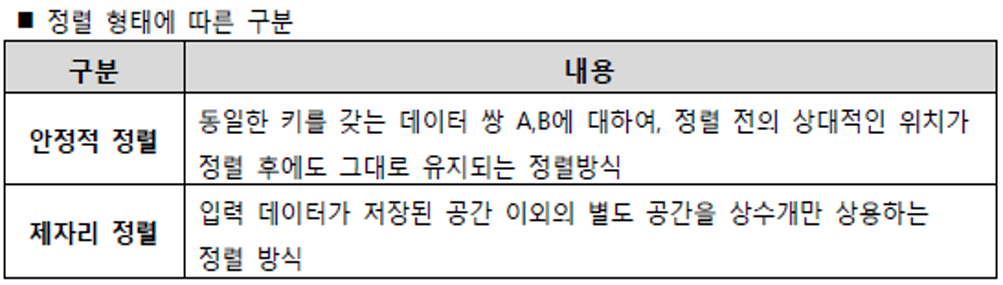 ■ 정렬 형태에 따른 구분
구분 내용
안정적 정렬
동일한 키를 갖는 데이터 쌍 A,B에 대하여, 정렬 전의 상대적인 위치가
정렬 후에도 그대로 유지되는 정렬방식
제자리 정렬
입력 데이터가 저장된 공간 이외의 별도 공간을 상수개만 상용하는
정렬 방식